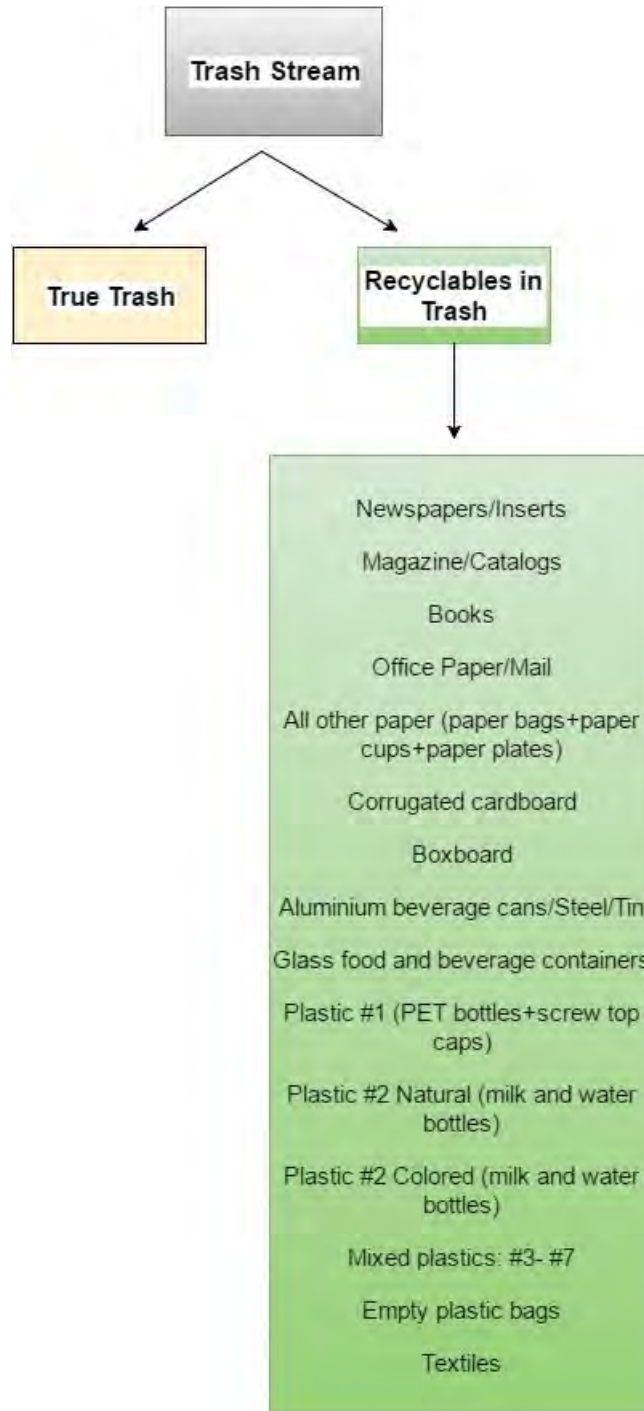 Trash Stream
True Trash
Recyclables in
Trash
Newspapers/Inserts
Magazine/Catalogs
Books
Office Paper/Mail
All other paper (paper bags+paper
cups+paper plates)
Corrugated cardboard
Boxboard
Aluminium beverage cans/Steel/Tin
Glass food and beverage containers
Plastic #1 (PET bottles+screw top
caps)
Plastic #2 Natural (milk and water
bottles)
Plastic #2 Colored (milk and water
bottles)
Mixed plastics: #3- #7
Empty plastic bags
Textiles